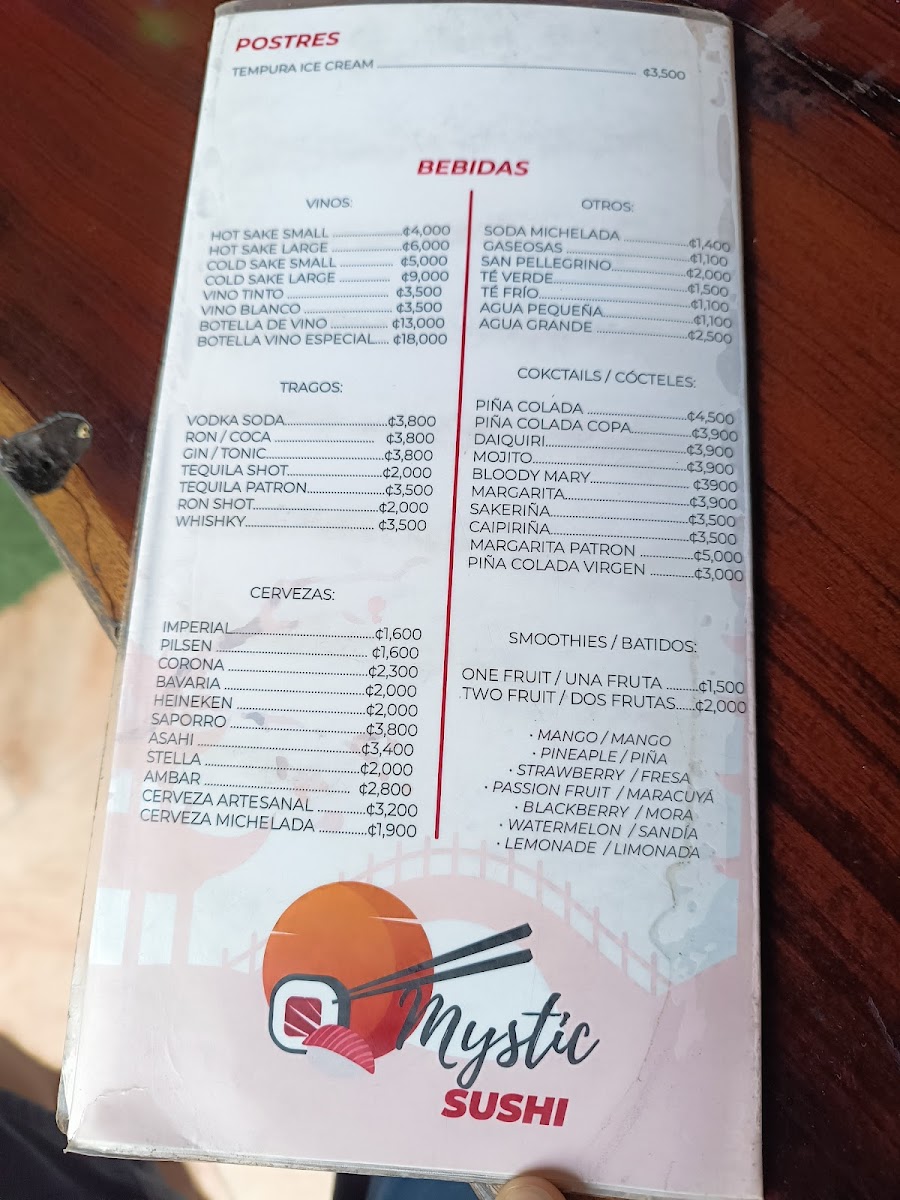 POSTRES
TEMPURA ICE CREAM ₡3,500
BEBIDAS
VINOS:
HOT SAKE SMALL ₡4,000
HOT SAKE LARGE ₡6,000
COLD SAKE SMALL ₡5,000
COLD SAKE LARGE ₡9,000
VINO TINTO ₡3,500
VINO BLANCO ₡3,500
BOTELLA DE VINO ₡13,000
BOTELLA VINO ESPECIAL ₡18,000
TRAGOS:
VODKA SODA ₡3,800
RON / COCA ₡3,800
GIN / TONIC ₡3,800
TEQUILA SHOT ₡2,000
TEQUILA PATRON ₡3,500
RON SHOT ₡2,000
WHISHKY ₡3,500
CERVEZAS:
IMPERIAL ₡1,600
PILSEN ₡1,600
CORONA ₡2,300
BAVARIA ₡2,000
HEINEKEN ₡2,000
SAPORRO ₡3,800
ASAHI ₡3,400
STELLA ₡2,000
AMBAR ₡2,800
CERVEZA ARTESANAL ₡3,200
CERVEZA MICHELADA ₡1,900
OTROS:
SODA MICHELADA ₡1,400
GASEOSAS ₡1,100
SAN PELLEGRINO ₡2,000
TÉ VERDE ₡1,500
TÉ FRÍO ₡1,100
AGUA PEQUEÑA ₡1,100
AGUA GRANDE ₡2,500
COKCTAILS / CÓCTELES:
PIÑA COLADA ₡4,500
PIÑA COLADA COPA ₡3,900
DAIQUIRI ₡3,900
MOJITO ₡3,900
BLOODY MARY ₡3900
MARGARITA ₡3,900
SAKERIÑA ₡3,500
CAIPIRIÑA ₡3,500
MARGARITA PATRON ₡5,000
PIÑA COLADA VIRGEN ₡3,000
SMOOTHIES / BATIDOS:
ONE FRUIT / UNA FRUTA ₡1,500
TWO FRUIT / DOS FRUTAS ₡2,000
• MANGO / MANGO
• PINEAPLE / PIÑA
• STRAWBERRY / FRESA
• PASSION FRUIT / MARACUYÁ
• BLACKBERRY / MORA
• WATERMELON / SANDÍA
• LEMONADE / LIMONADA
Mystic
SUSHI